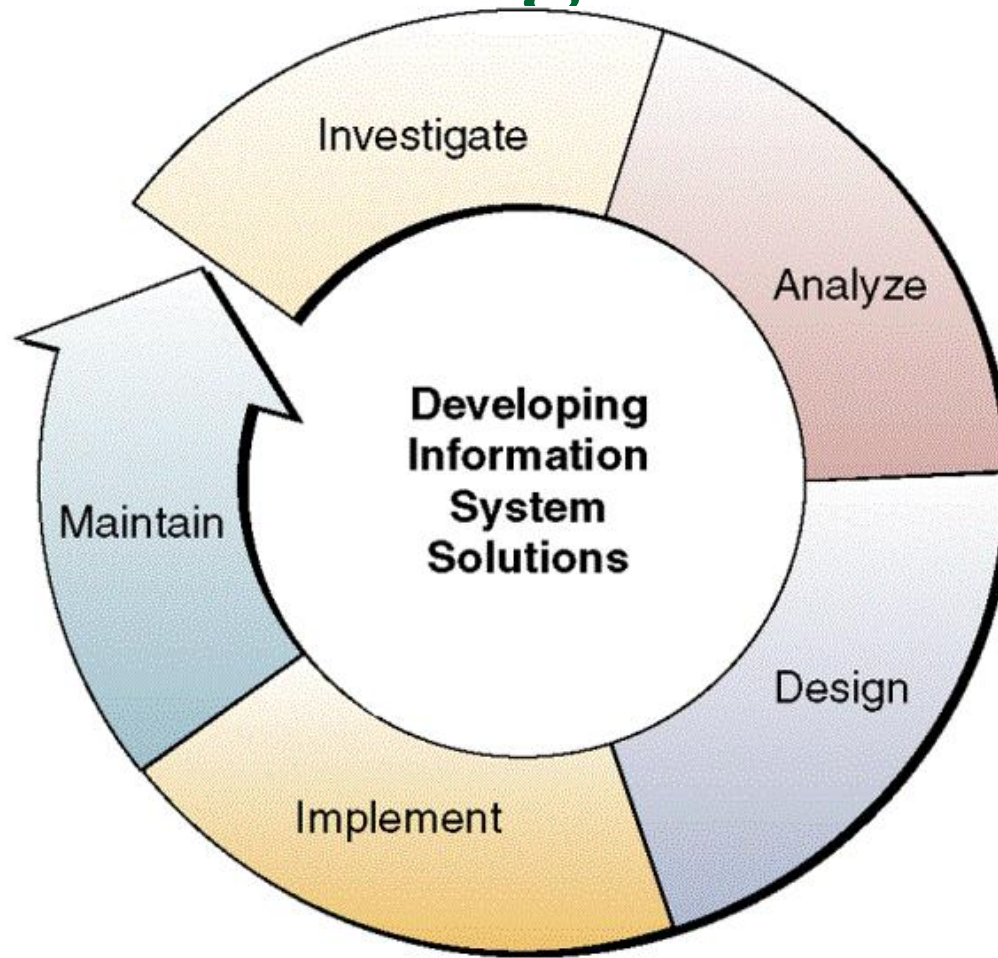 Investigate
Analyze
Developing
Information
System
Solutions
Maintain
Design
Implement